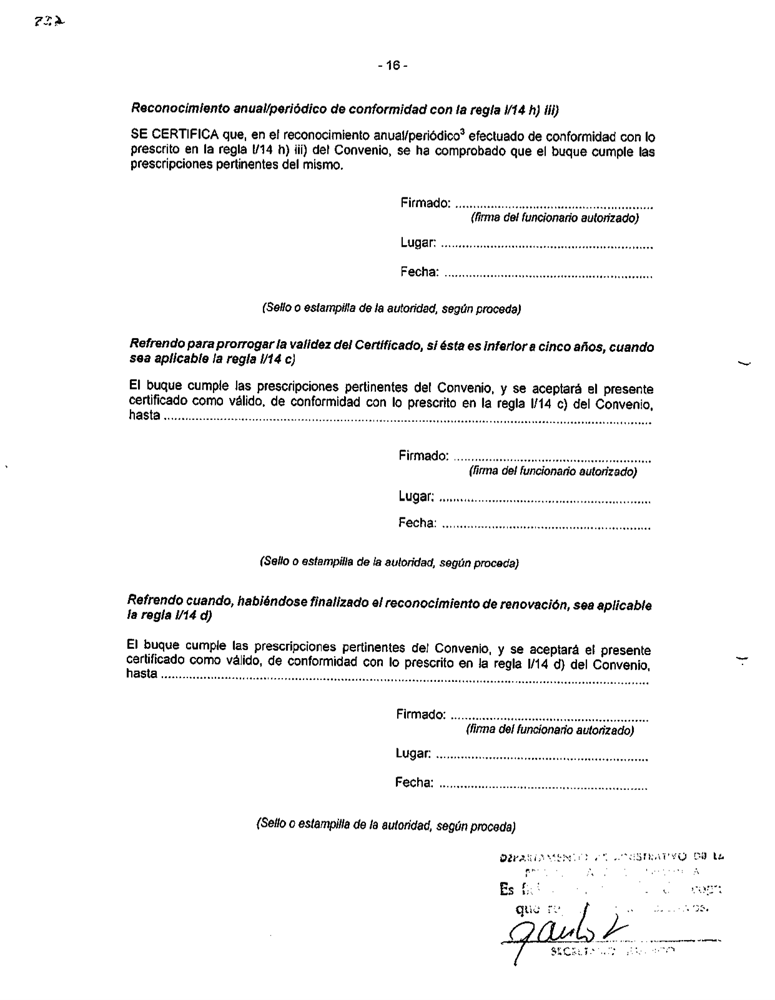 - 16 -
Reconocimiento anual/periódico de conformidad con la regla I/14 h) iii)
SE CERTIFICA que, en el reconocimiento anual/periódico³ efectuado de conformidad con lo
prescrito en la regla I/14 h) iii) del Convenio, se ha comprobado que el buque cumple las
prescripciones pertinentes del mismo.
Firmado: ........................................................
(firma del funcionario autorizado)
Lugar: ............................................................
Fecha: ...........................................................
(Sello o estampilla de la autoridad, según proceda)
Refrendo para prorrogar la validez del Certificado, si ésta es inferior a cinco años, cuando
sea aplicable la regla I/14 c)
El buque cumple las prescripciones pertinentes del Convenio, y se aceptará el presente
certificado como válido, de conformidad con lo prescrito en la regla I/14 c) del Convenio,
hasta ..........................................................................................................................................
Firmado: ........................................................
(firma del funcionario autorizado)
Lugar: ............................................................
Fecha: ...........................................................
(Sello o estampilla de la autoridad, según proceda)
Refrendo cuando, habiéndose finalizado el reconocimiento de renovación, sea aplicable
la regla I/14 d)
El buque cumple las prescripciones pertinentes del Convenio, y se aceptará el presente
certificado como válido, de conformidad con lo prescrito en la regla I/14 d) del Convenio,
hasta ..........................................................................................................................................
Firmado: ........................................................
(firma del funcionario autorizado)
Lugar: ............................................................
Fecha: ...........................................................
(Sello o estampilla de la autoridad, según proceda)
DEPARTAMENTO ADMINISTRATIVO DE LA
Es
que